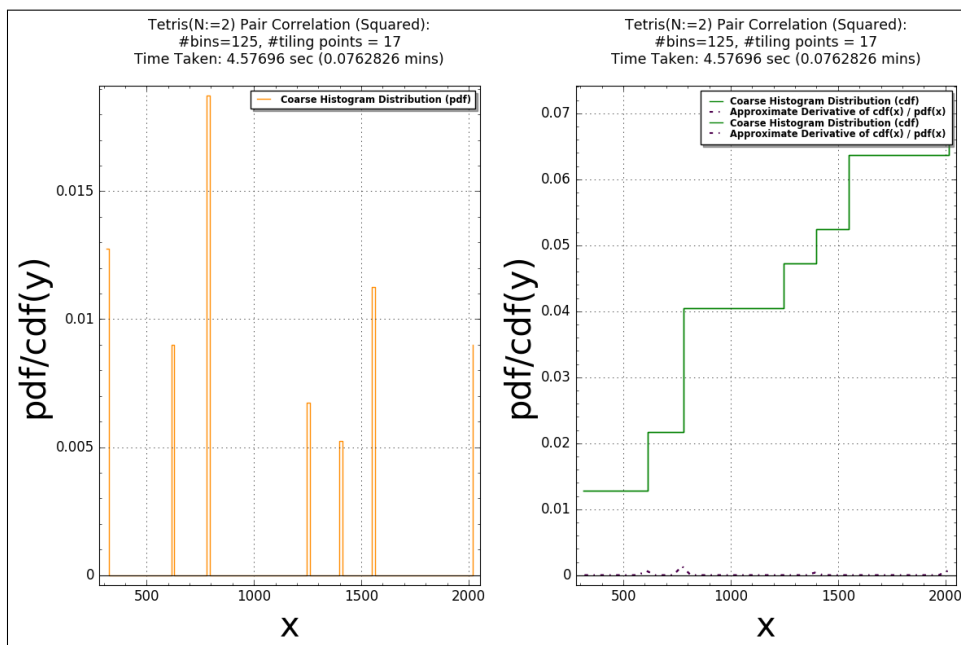 Tetris(N:=2) Pair Correlation (Squared):
#bins=125, #tiling points = 17
Time Taken: 4.57696 sec (0.0762826 mins)
Coarse Histogram Distribution (pdf)
0.015
0.01
0.005
0
500
1000
1500
2000
pdf/cdf(y)
x
Tetris(N:=2) Pair Correlation (Squared):
#bins=125, #tiling points = 17
Time Taken: 4.57696 sec (0.0762826 mins)
Coarse Histogram Distribution (cdf)
Approximate Derivative of cdf(x) / pdf(x)
Coarse Histogram Distribution (cdf)
Approximate Derivative of cdf(x) / pdf(x)
0.07
0.06
0.05
0.04
0.03
0.02
0.01
0
500
1000
1500
2000
pdf/cdf(y)
x